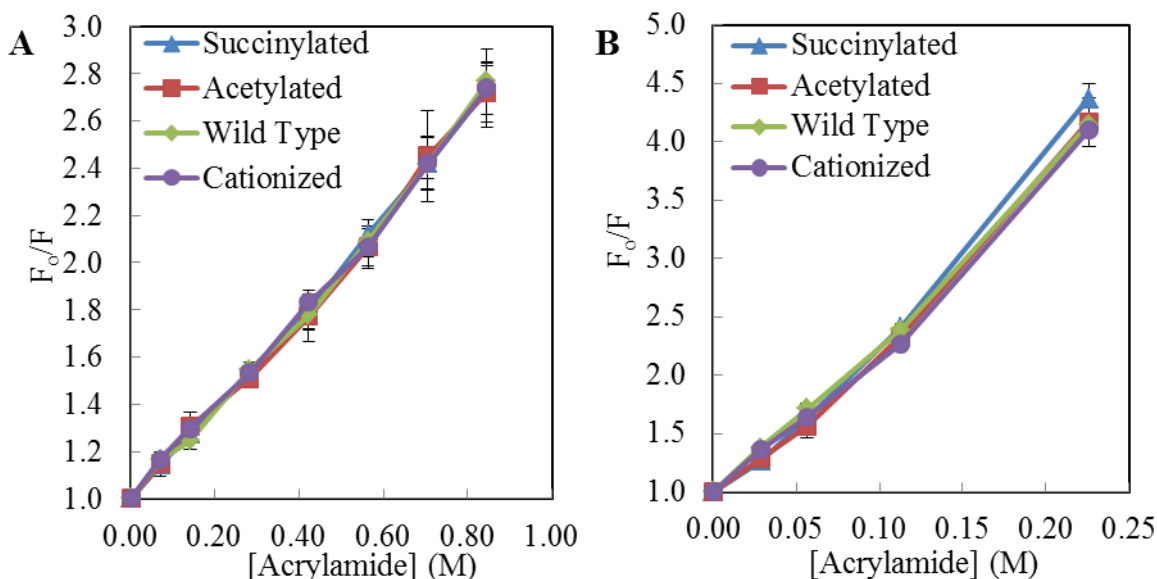 A
Succinylated
Acetylated
Wild Type
Cationized
3.0
2.8
2.6
2.4
2.2
2.0
1.8
1.6
1.4
1.2
1.0
Fo/F
0.00 0.20 0.40 0.60 0.80 1.00
[Acrylamide] (M)
B
Succinylated
Acetylated
Wild Type
Cationized
5.0
4.5
4.0
3.5
3.0
2.5
2.0
1.5
1.0
Fo/F
0.00 0.05 0.10 0.15 0.20 0.25
[Acrylamide] (M)